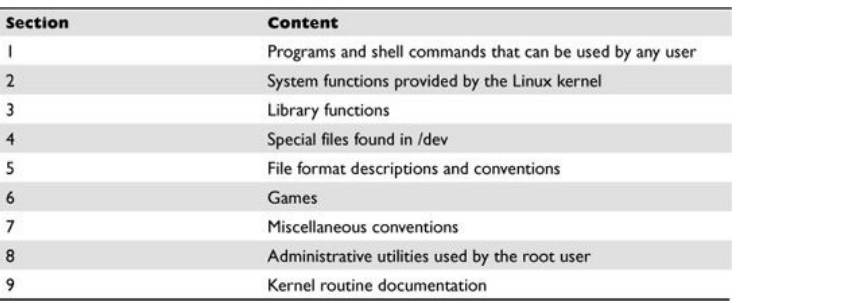 Section Content
1 Programs and shell commands that can be used by any user
2 System functions provided by the Linux kernel
3 Library functions
4 Special files found in /dev
5 File format descriptions and conventions
6 Games
7 Miscellaneous conventions
8 Administrative utilities used by the root user
9 Kernel routine documentation